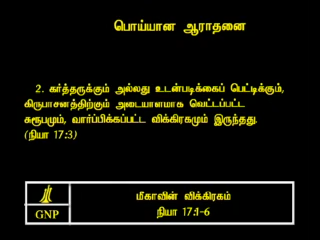 பொய்யான ஆராதனை
2. கர்த்தருக்கும் அல்லது உடன்படிக்கைப் பெட்டிக்கும்,
கிருபாசனத்திற்கும் அடையாளமாக வெட்டப்பட்ட
சுரூபமும், வார்ப்பிக்கப்பட்ட விக்கிரகமும் இருந்தது.
(நியா 17:3)
மீகாவின் விக்கிரகம்
GNP
நியா 17:1-6